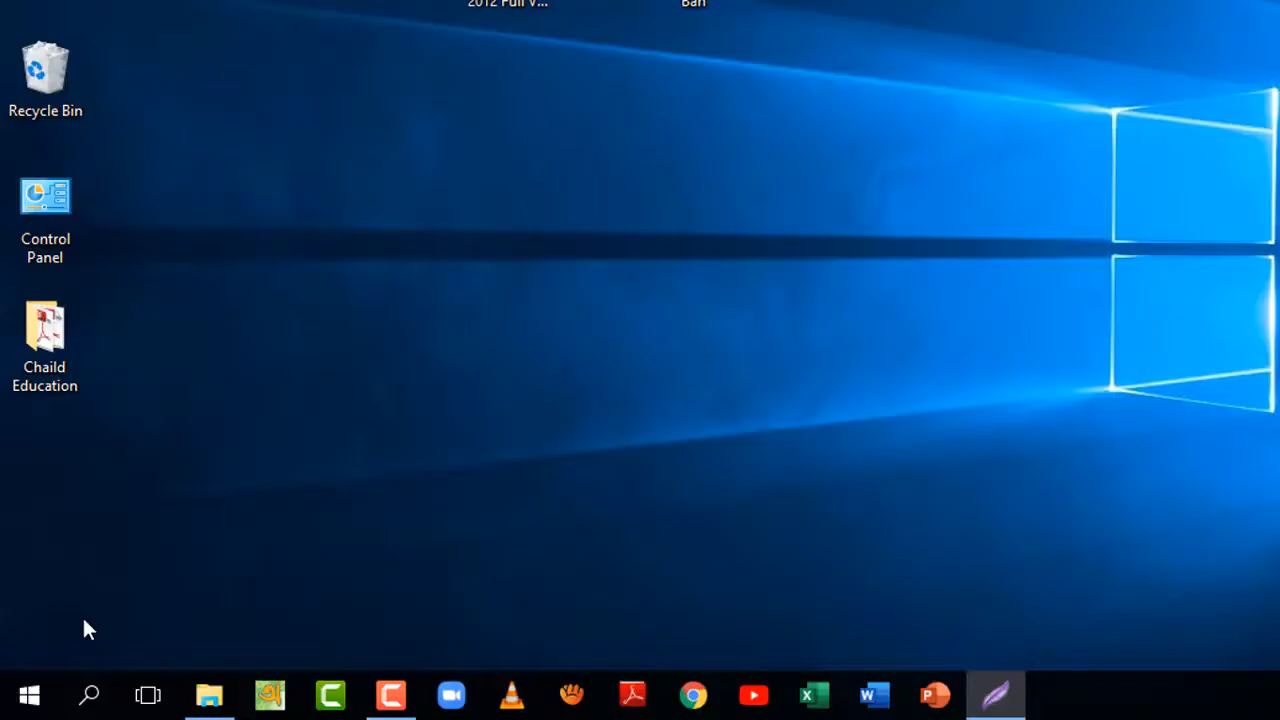 2012 Full V...
Ban
Recycle Bin
Control
Panel
Chaild
Education